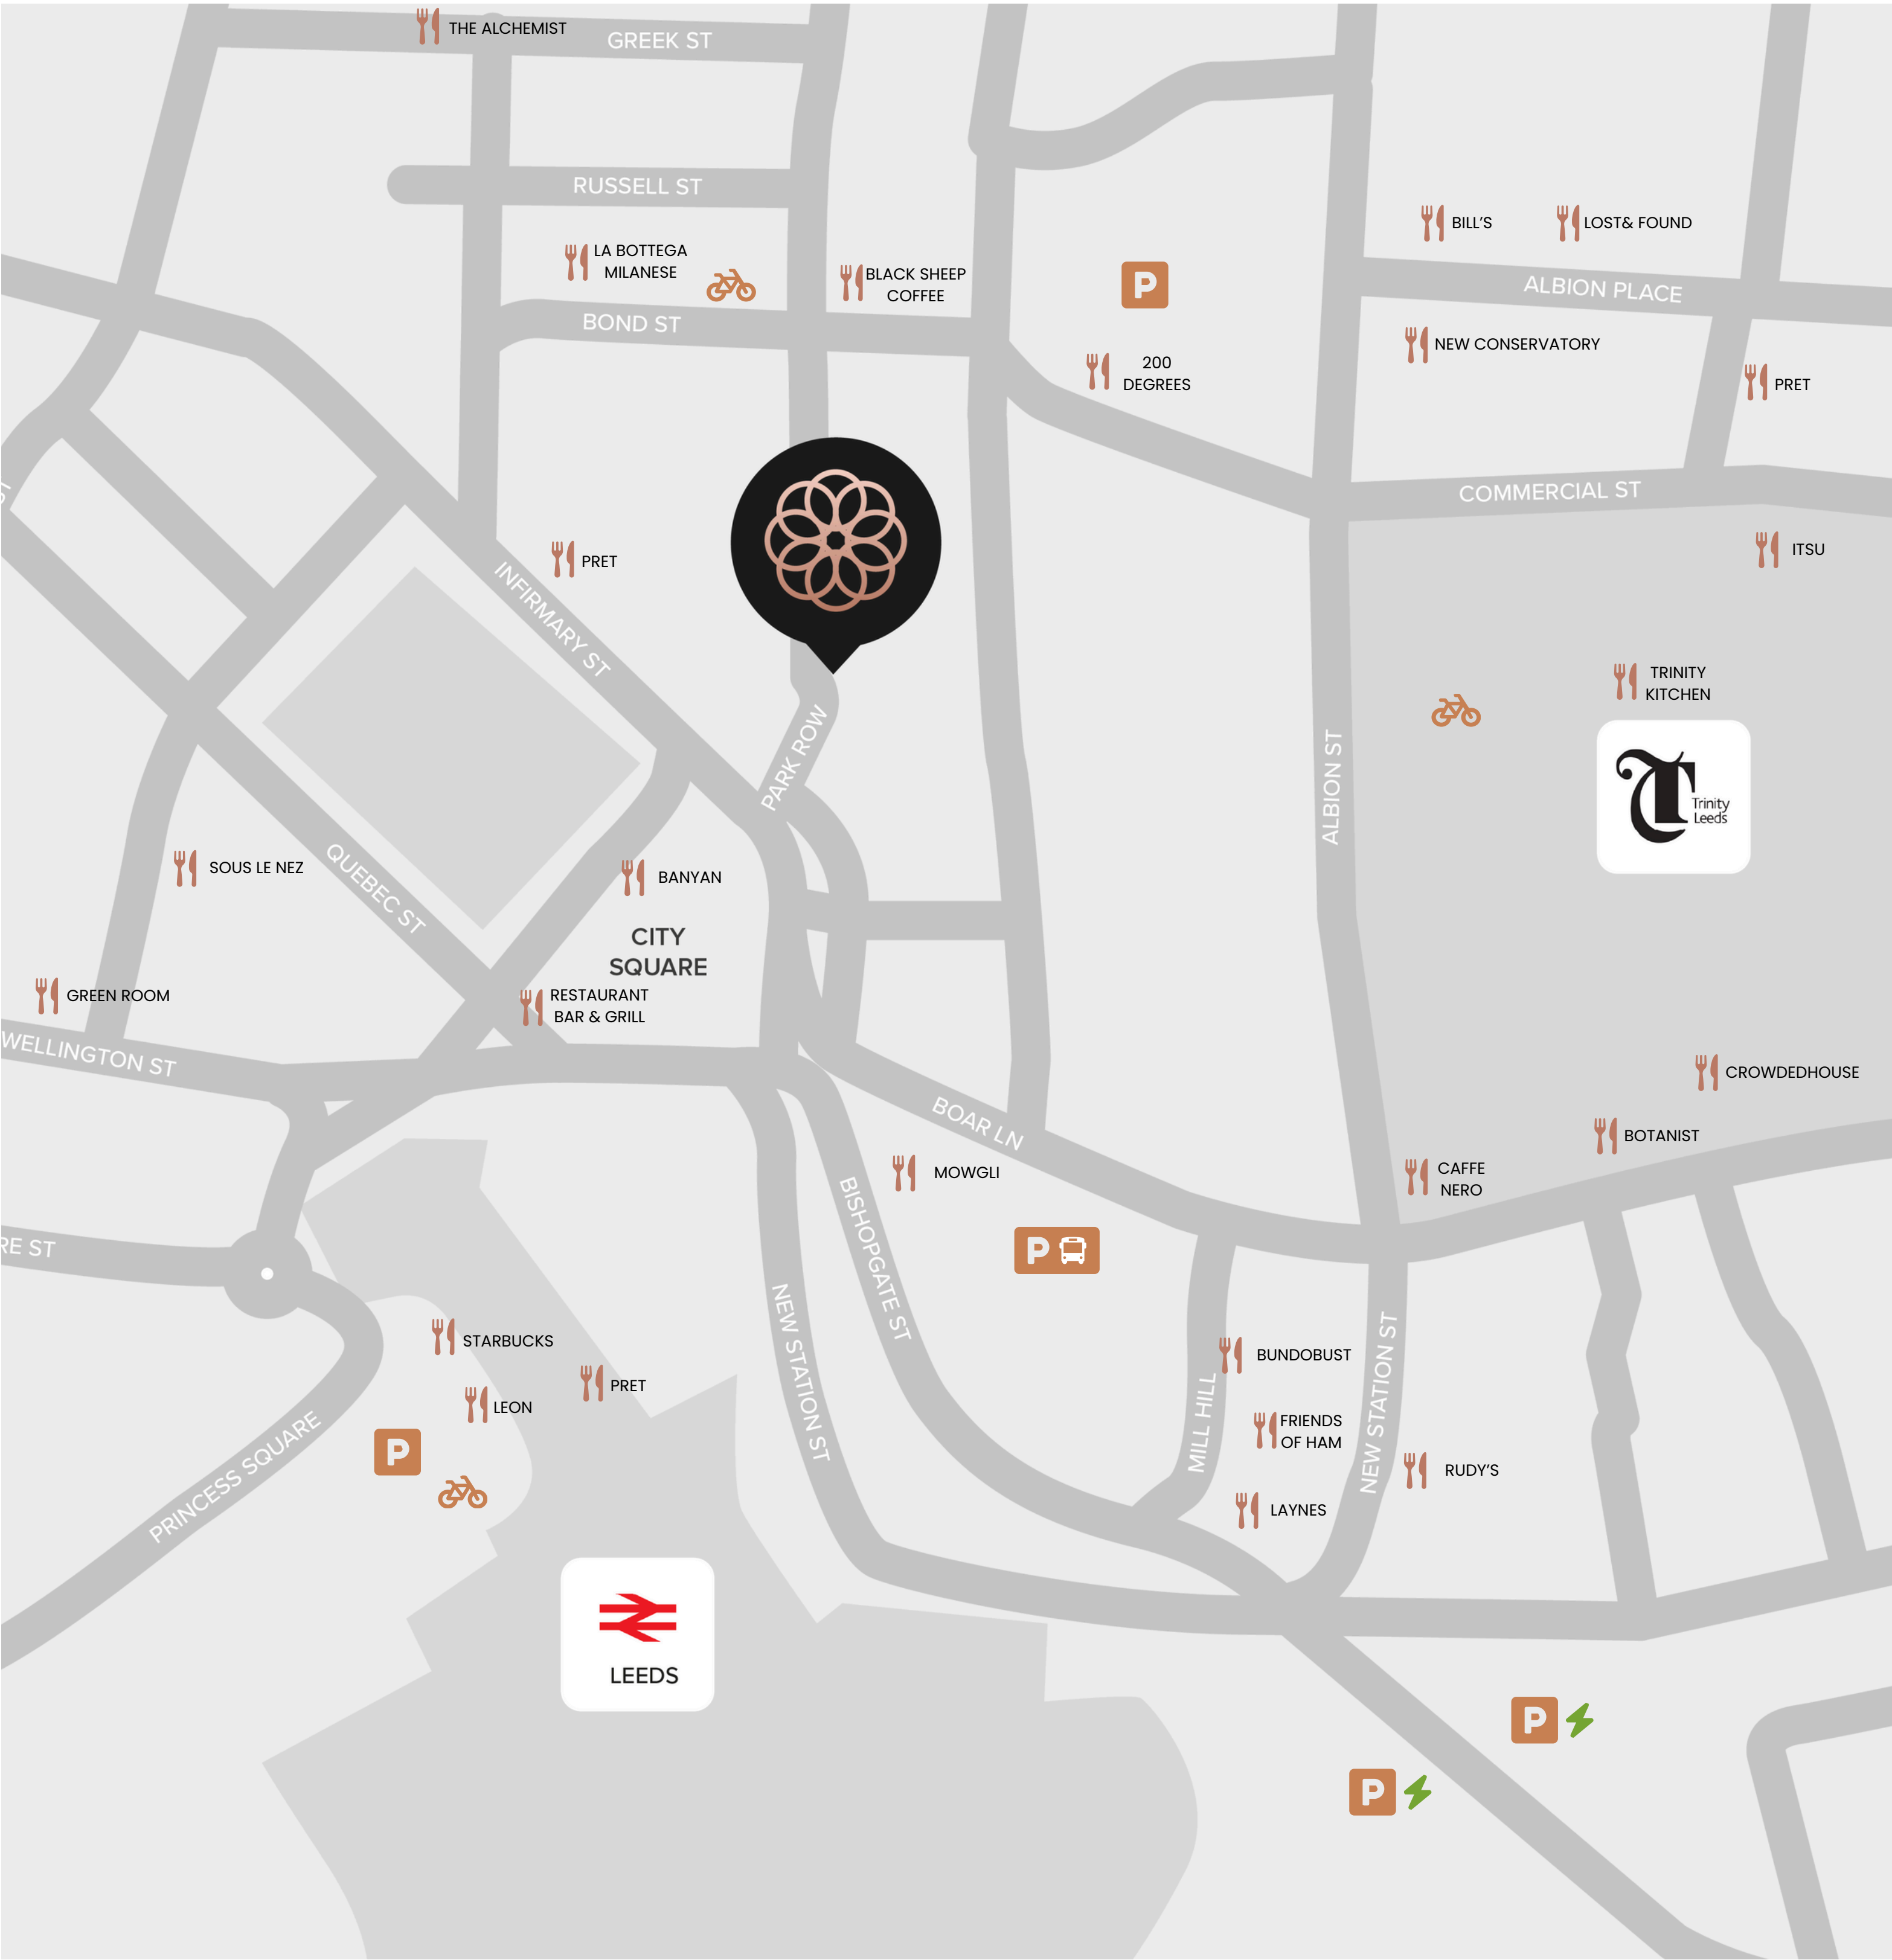 THE ALCHEMIST
GREEK ST
RUSSELL ST
BILL'S
LOST& FOUND
LA BOTTEGA
MILANESE
BLACK SHEEP
COFFEE
P
ALBION PLACE
BOND ST
NEW CONSERVATORY
200
DEGREES
PRET
COMMERCIAL ST
ST
ITSU
PRET
INFIRMARY ST
TRINITY
KITCHEN
PARK ROW
ALBION ST
T
Trinity
Leeds
SOUS LE NEZ
QUEBEC ST
BANYAN
CITY
SQUARE
GREEN ROOM
RESTAURANT
BAR & GRILL
WELLINGTON ST
CROWDEDHOUSE
BOAR LN
BOTANIST
MOWGLI
CAFFE
NERO
RE ST
P
BISHOPGATE ST
NEW STATION ST
STARBUCKS
BUNDOBUST
PRET
LEON
MILL HILL
FRIENDS
OF HAM
NEW STATION ST
P
PRINCESS SQUARE
RUDY'S
LAYNES
LEEDS
P
P